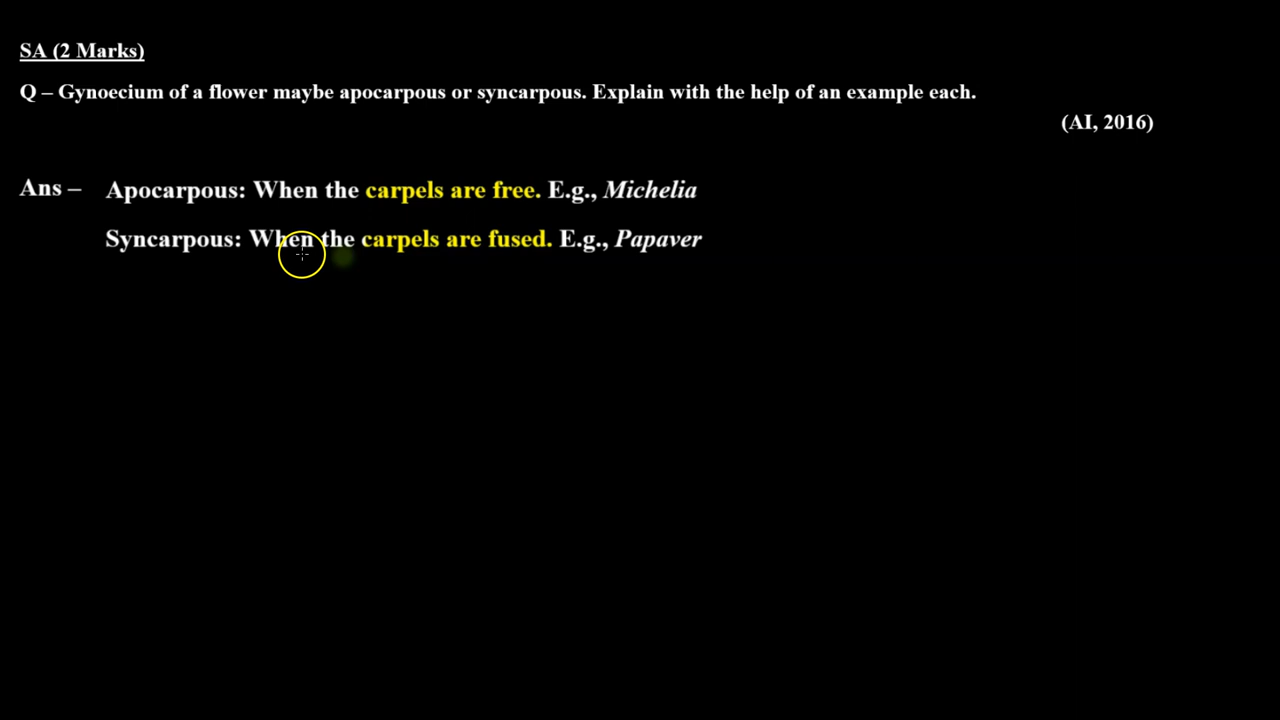 SA (2 Marks)
Q – Gynoecium of a flower maybe apocarpous or syncarpous. Explain with the help of an example each.
(AI, 2016)
Ans – Apocarpous: When the carpels are free. E.g., Michelia
Syncarpous: When the carpels are fused. E.g., Papaver